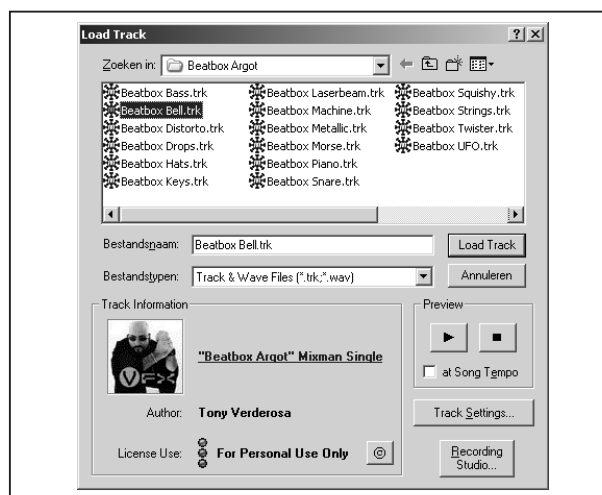 Load Track
Zoeken in: Beatbox Argot
Beatbox Bass.trk
Beatbox Bell.trk
Beatbox Distorto.trk
Beatbox Drops.trk
Beatbox Hats.trk
Beatbox Keys.trk
Beatbox Laserbeam.trk
Beatbox Machine.trk
Beatbox Metallic.trk
Beatbox Morse.trk
Beatbox Piano.trk
Beatbox Snare.trk
Beatbox Squishy.trk
Beatbox Strings.trk
Beatbox Twister.trk
Beatbox UFO.trk
Bestandsnaam: Beatbox Bell.trk Load Track
Bestandstypen: Track & Wave Files (*.trk;*.wav) Annuleren
Track Information
VFX
"Beatbox Argot" Mixman Single
Author: Tony Verderosa
License Use: For Personal Use Only
Preview
at Song Tempo
Track Settings...
Recording
Studio...